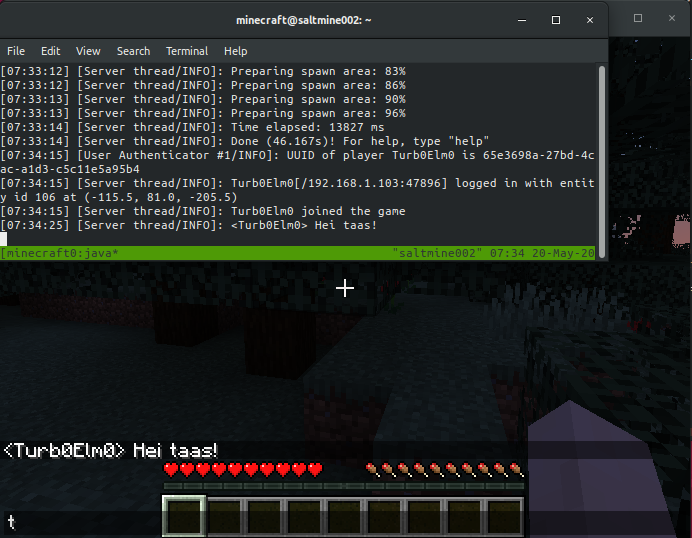 minecraft@saltmine002: ~
File Edit View Search Terminal Help
[07:33:12] [Server thread/INFO]: Preparing spawn area: 83%
[07:33:12] [Server thread/INFO]: Preparing spawn area: 86%
[07:33:13] [Server thread/INFO]: Preparing spawn area: 90%
[07:33:13] [Server thread/INFO]: Preparing spawn area: 96%
[07:33:14] [Server thread/INFO]: Time elapsed: 13827 ms
[07:33:14] [Server thread/INFO]: Done (46.167s)! For help, type "help"
[07:34:15] [User Authenticator #1/INFO]: UUID of player Turb0Elm0 is 65e3698a-27bd-4c
ac-a1d3-c5c11e5a95b4
[07:34:15] [Server thread/INFO]: Turb0Elm0[/192.168.1.103:47896] logged in with entit
y id 106 at (-115.5, 81.0, -205.5)
[07:34:15] [Server thread/INFO]: Turb0Elm0 joined the game
[07:34:25] [Server thread/INFO]: <Turb0Elm0> Hei taas!
[minecraft0:java* "saltmine002" 07:34 20-May-20
<Turb0Elm0> Hei taas!
t